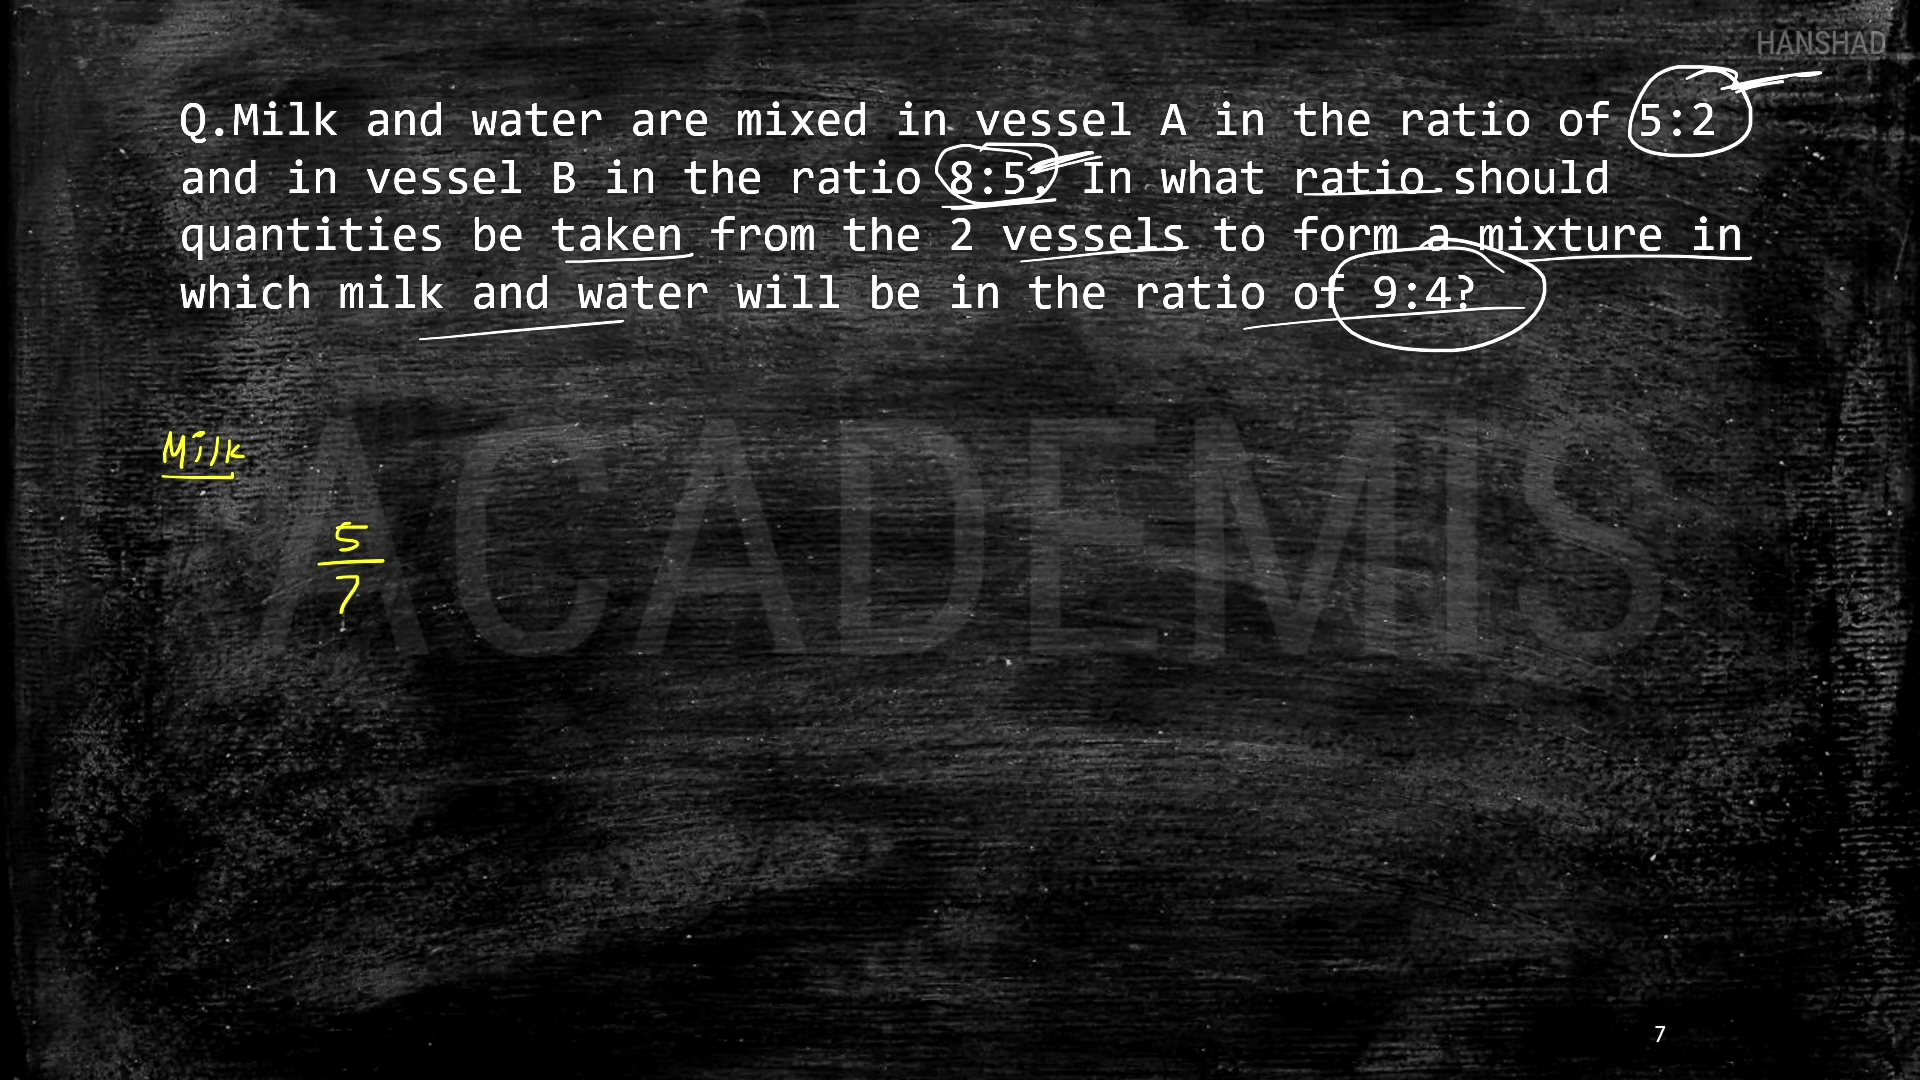 HANSHAD
Q.Milk and water are mixed in vessel A in the ratio of 5:2
and in vessel B in the ratio 8:5. In what ratio should
quantities be taken from the 2 vessels to form a mixture in
which milk and water will be in the ratio of 9:4?
ACADEMIS
Milk
5
7
7